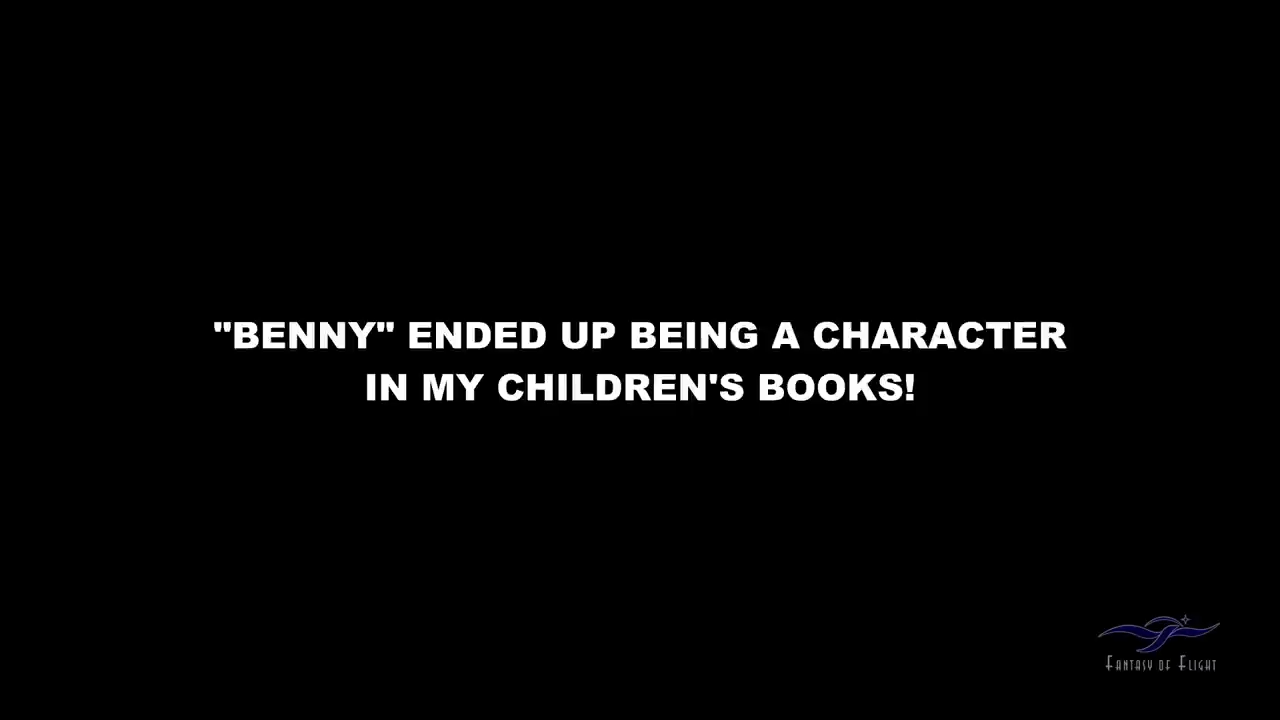 "BENNY" ENDED UP BEING A CHARACTER
IN MY CHILDREN'S BOOKS!
FANTASY OF FLIGHT